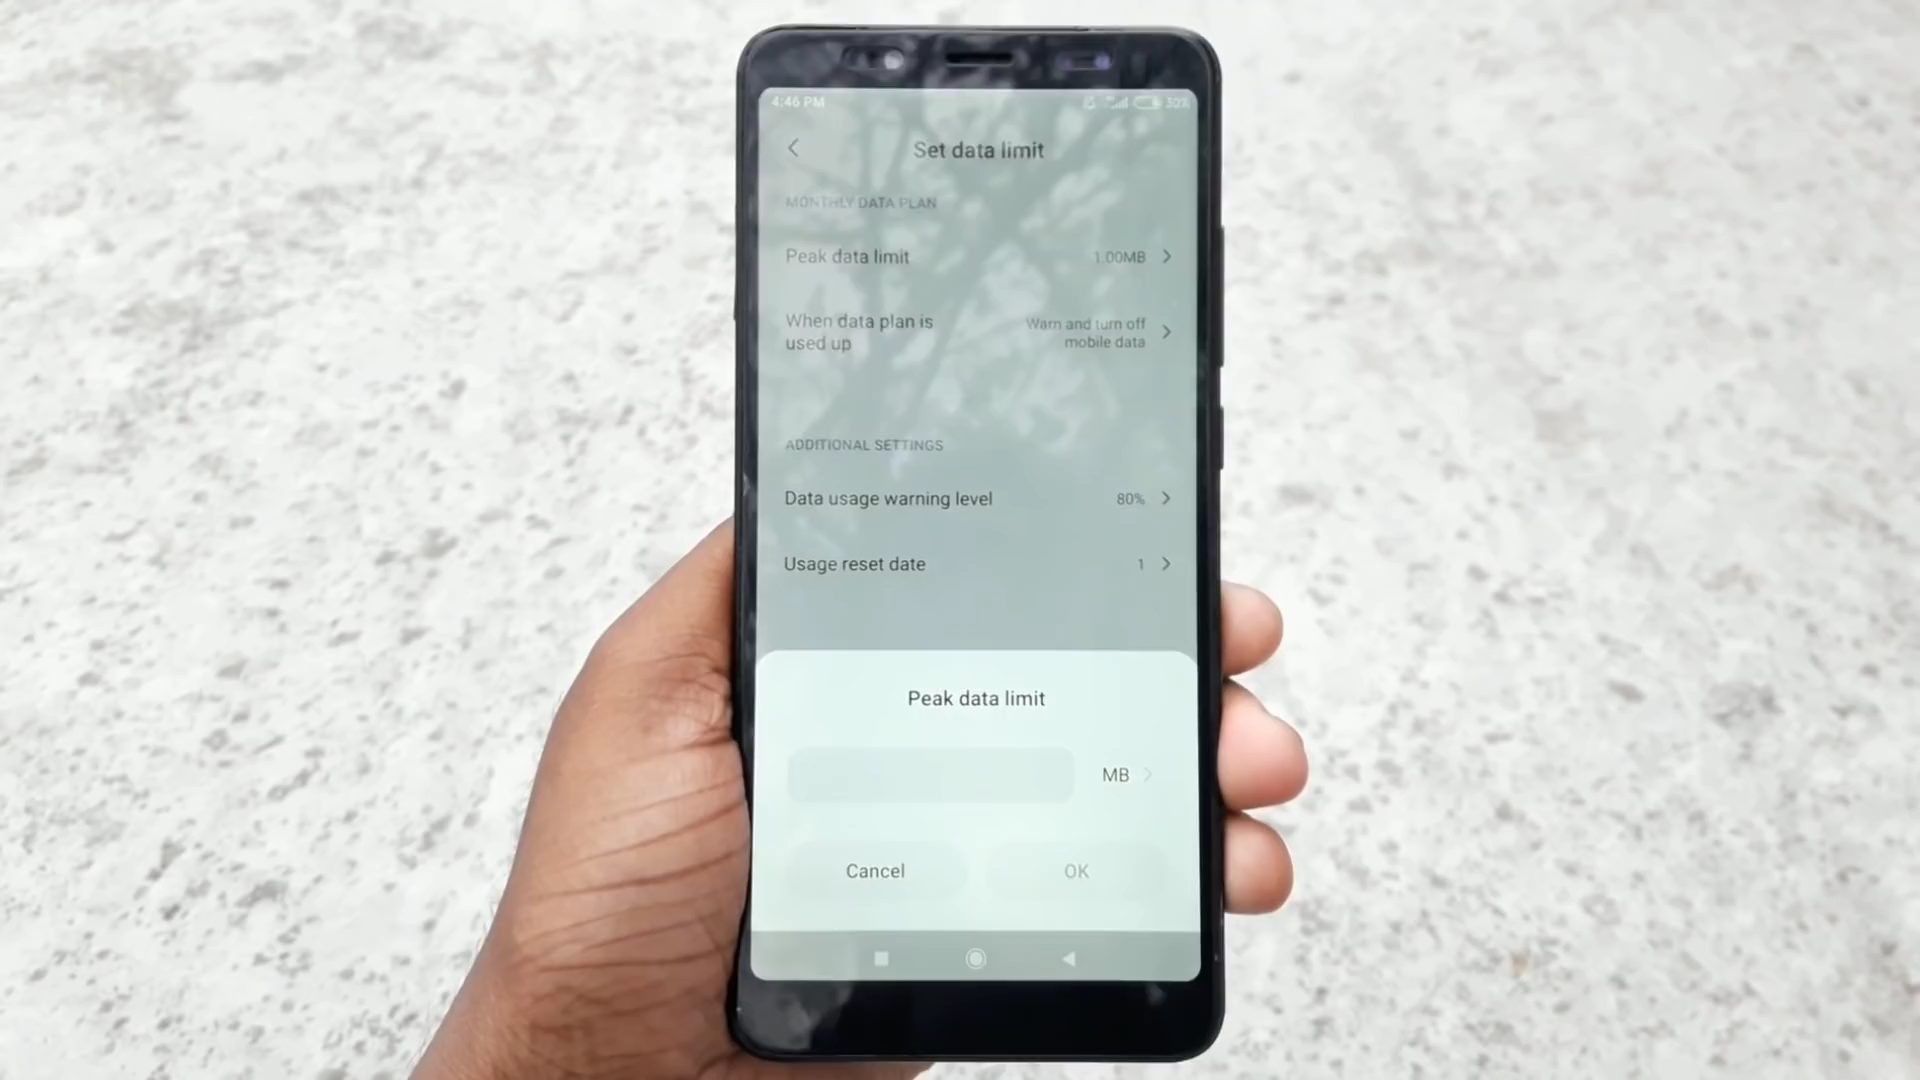 4:46 PM
30%
Set data limit
MONTHLY DATA PLAN
Peak data limit
1.00MB
When data plan is
used up
Warn and turn off
mobile data
ADDITIONAL SETTINGS
Data usage warning level
80%
Usage reset date
1
Peak data limit
MB
Cancel
OK